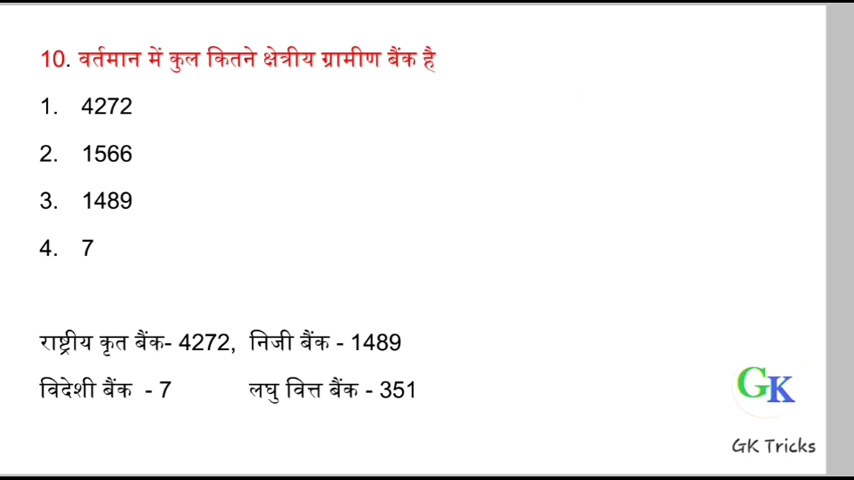 10. वर्तमान में कुल कितने क्षेत्रीय ग्रामीण बैंक है
1. 4272
2. 1566
3. 1489
4. 7
राष्ट्रीय कृत बैंक- 4272, निजी बैंक - 1489
विदेशी बैंक - 7 लघु वित्त बैंक - 351
GK
GK Tricks